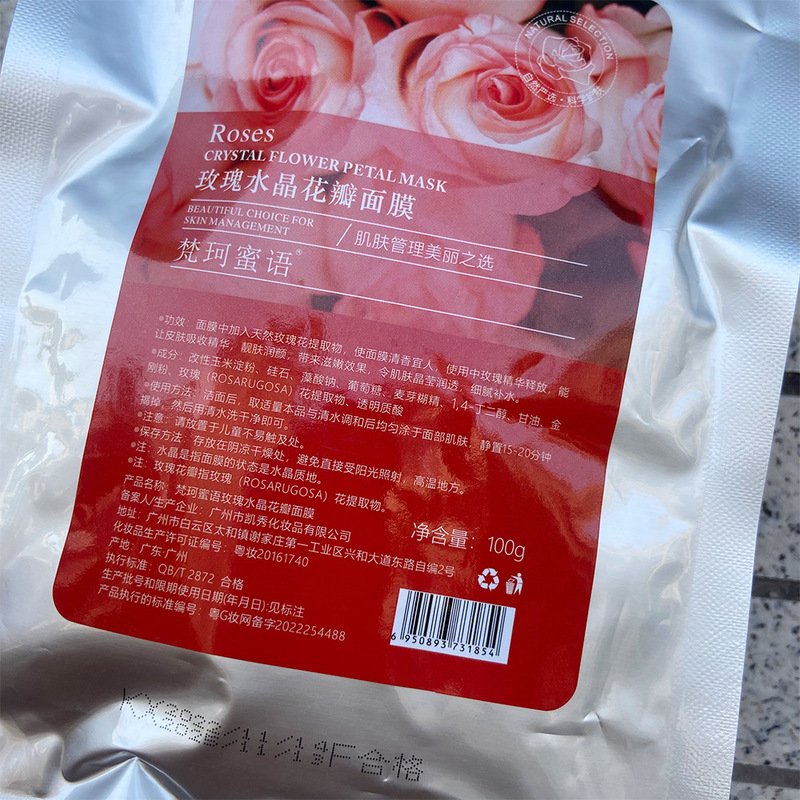 NATURAL SELECTION
自然严选·科学护肤
Roses
CRYSTAL FLOWER PETAL MASK
玫瑰水晶花瓣面膜
BEAUTIFUL CHOICE FOR
SKIN MANAGEMENT
/肌肤管理美丽之选
梵珂蜜语®
*功效：面膜中加入天然玫瑰花提取物，使面膜清香宜人，使用中玫瑰精华释放，能
让皮肤吸收精华，靓肤润颜，带来滋嫩效果，令肌肤晶莹润透，细腻补水。
*成分：改性玉米淀粉、硅石、藻酸钠、葡萄糖、麦芽糊精、1,4-丁二醇、甘油、金
刚粉、玫瑰（ROSARUGOSA）花提取物、透明质酸
*使用方法：洁面后，取适量本品与清水调和后均匀涂于面部肌肤，静置15-20分钟
揭掉，然后用清水洗干净即可。
*注意：请放置于儿童不易触及处。
*保存方法：存放在阴凉干燥处，避免直接受阳光照射，高温地方。
*注：水晶是指面膜的状态是水晶质地。
*注：玫瑰花瓣指玫瑰（ROSARUGOSA）花提取物。
产品名称：梵珂蜜语玫瑰水晶花瓣面膜
备案人/生产企业：广州市凯秀化妆品有限公司
地址：广州市白云区太和镇谢家庄第一工业区兴和大道东路自编2号
化妆品生产许可证编号：粤妆20161740
产地：广东·广州
执行标准：QB/T 2872 合格
生产批号和限期使用日期(年月日):见标注
产品执行的标准编号：粤G妆网备字2022254488
净含量：100g
6 950893 731854
合格